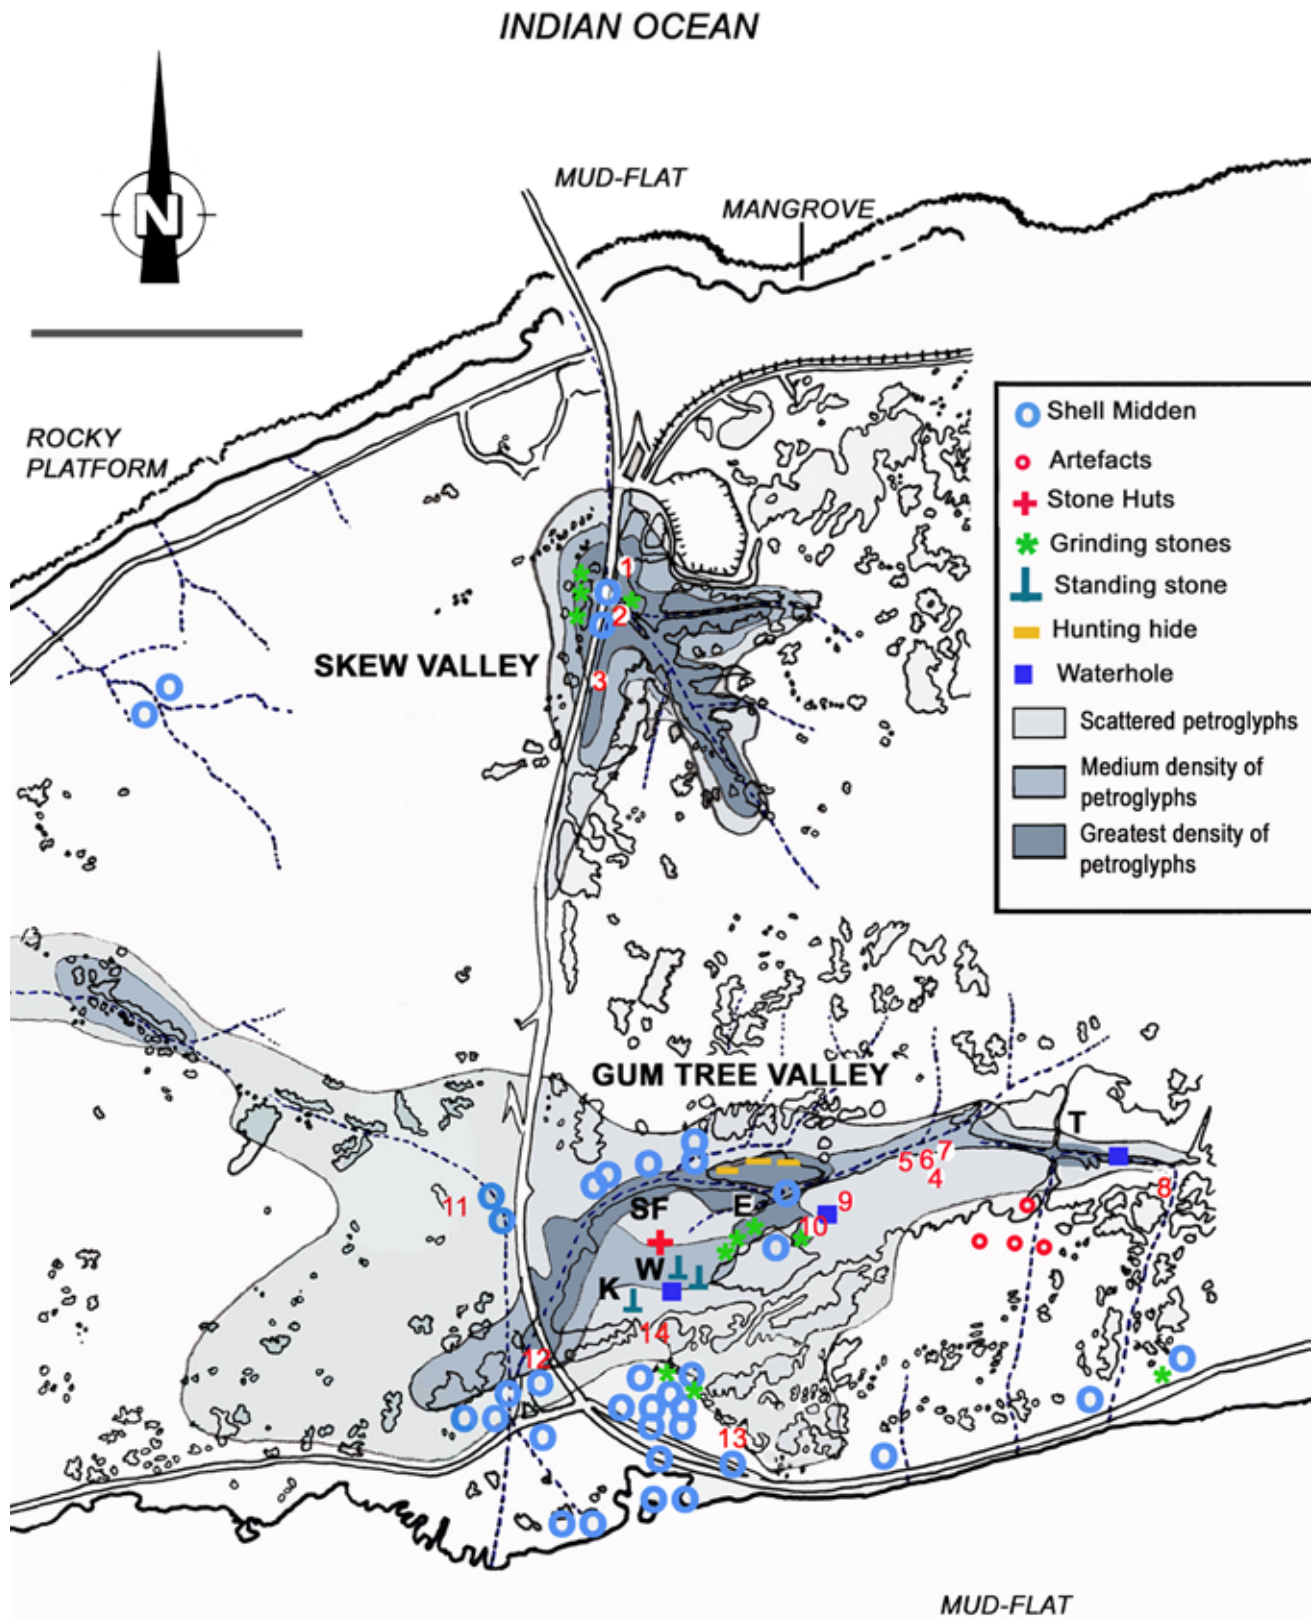 INDIAN OCEAN
MUD-FLAT
MANGROVE
N
ROCKY
PLATFORM
Shell Midden
Artefacts
Stone Huts
Grinding stones
Standing stone
Hunting hide
Waterhole
Scattered petroglyphs
Medium density of
petroglyphs
Greatest density of
petroglyphs
1
2
SKEW VALLEY
3
GUM TREE VALLEY
T
5 6 7
4
8
11
SF
E
9
10
W
K
14
12
13
MUD-FLAT